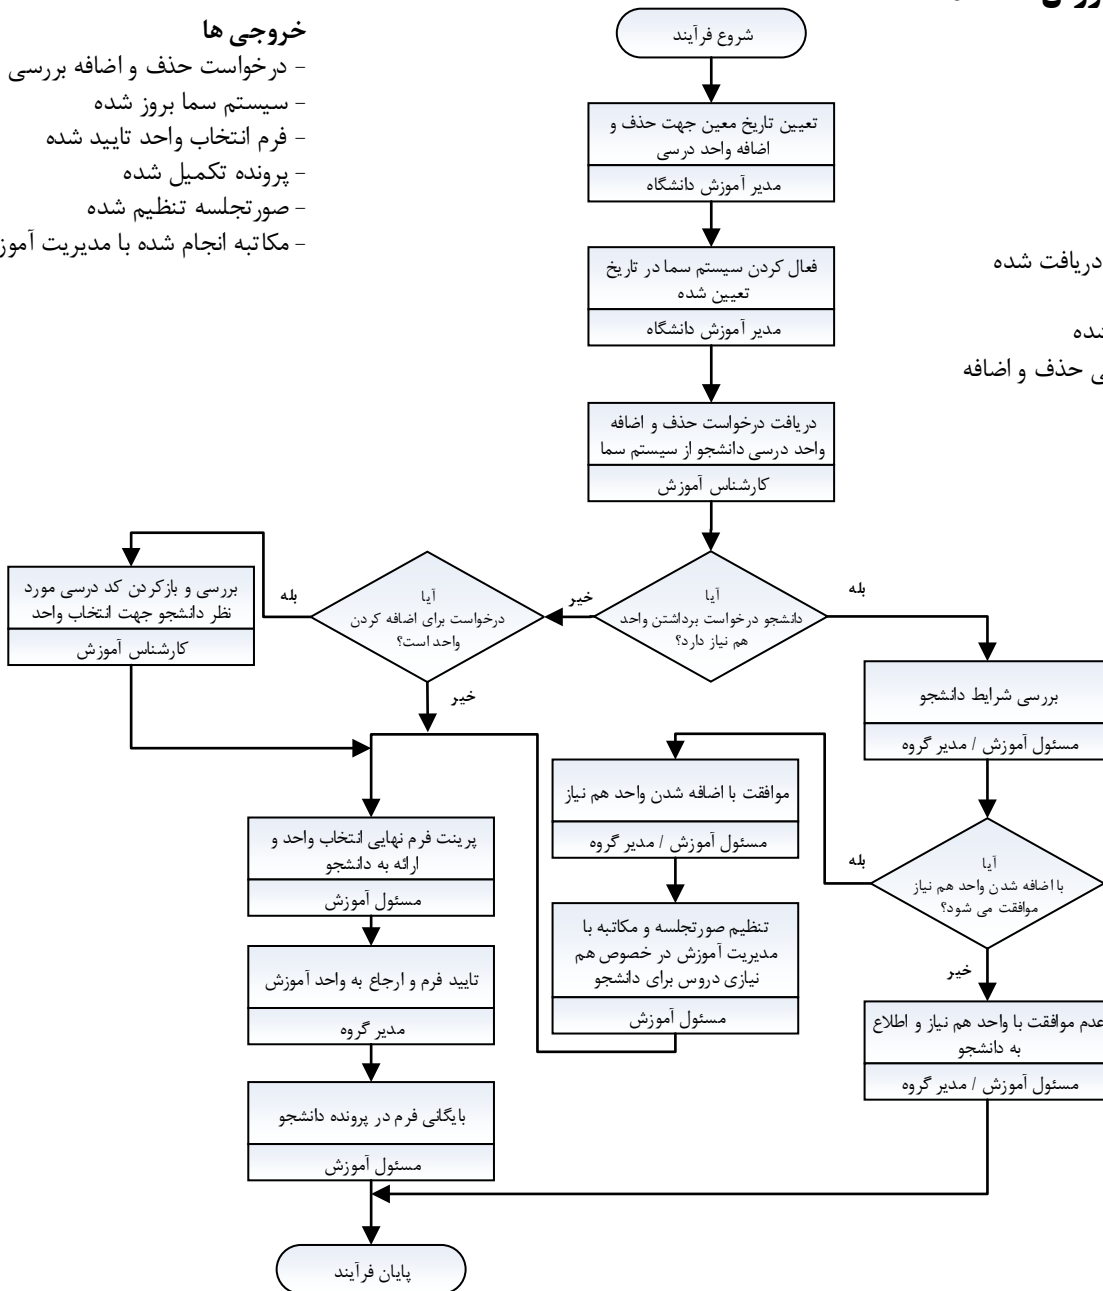 خروجی ها
- درخواست حذف و اضافه بررسی
- سیستم سما بروز شده
- فرم انتخاب واحد تایید شده
- پرونده تکمیل شده
- صورتجلسه تنظیم شده
- مکاتبه انجام شده با مدیریت آموز
دریافت شده
شده
حذف و اضافه
شروع فرآیند
تعیین تاریخ معین جهت حذف و
اضافه واحد درسی
مدیر آموزش دانشگاه
فعال کردن سیستم سما در تاریخ
تعیین شده
مدیر آموزش دانشگاه
دریافت درخواست حذف و اضافه
واحد درسی دانشجو از سیستم سما
کارشناس آموزش
آیا
دانشجو درخواست برداشتن واحد
هم نیاز دارد؟
بله
خیر
آیا
درخواست برای اضافه کردن
واحد است؟
بله
خیر
بررسی و بازکردن کد درسی مورد
نظر دانشجو جهت انتخاب واحد
کارشناس آموزش
بررسی شرایط دانشجو
مسئول آموزش / مدیر گروه
آیا
با اضافه شدن واحد هم نیاز
موافقت می شود؟
بله
خیر
موافقت با اضافه شدن واحد هم نیاز
مسئول آموزش / مدیر گروه
تنظیم صورتجلسه و مکاتبه با
مدیریت آموزش در خصوص هم
نیازی دروس برای دانشجو
مسئول آموزش
عدم موافقت با واحد هم نیاز و اطلاع
به دانشجو
مسئول آموزش / مدیر گروه
پرینت فرم نهایی انتخاب واحد و
ارائه به دانشجو
مسئول آموزش
تایید فرم و ارجاع به واحد آموزش
مدیر گروه
بایگانی فرم در پرونده دانشجو
مسئول آموزش
پایان فرآیند